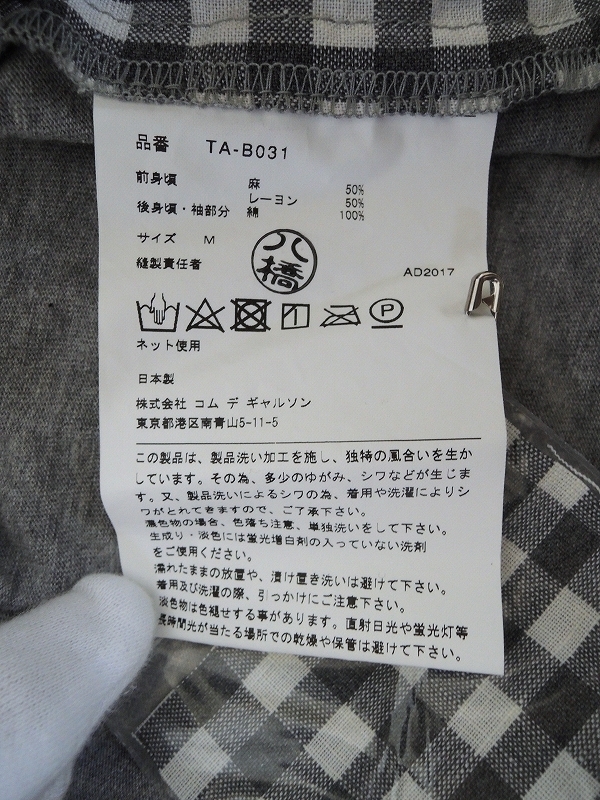 品番 TA-B031
前身頃 麻 50%
レーヨン 50%
後身頃・袖部分 綿 100%
サイズ M
八橋
縫製責任者
AD2017
P
ネット使用
日本製
株式会社 コム デ ギャルソン
東京都港区南青山5-11-5
この製品は、製品洗い加工を施し、独特の風合いを生か
しています。その為、多少のゆがみ、シワなどが生じま
す。又、製品洗いによるシワの為、着用や洗濯によりシ
ワがとれてきますので、ご了承下さい。
濃色物の場合、色落ち注意、単独洗いをして下さい。
生成り・淡色には蛍光増白剤の入っていない洗剤
をご使用ください。
濡れたままの放置や、漬け置き洗いは避けて下さい。
着用及び洗濯の際、引っかけにご注意下さい。
淡色物は色褪せする事があります。直射日光や蛍光灯等
長時間光が当たる場所での乾燥や保管は避けて下さい。